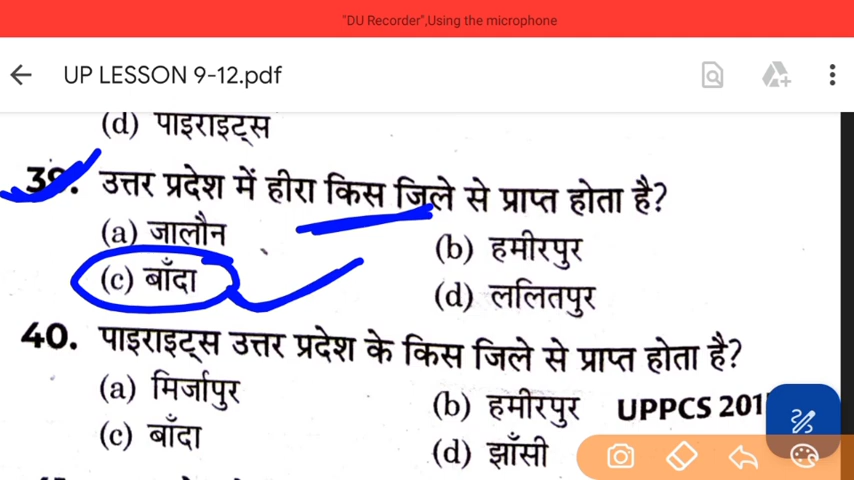 "DU Recorder",Using the microphone
UP LESSON 9-12.pdf
(d) पाइराइट्स
39. उत्तर प्रदेश में हीरा किस जिले से प्राप्त होता है?
(a) जालौन
(b) हमीरपुर
(c) बाँदा
(d) ललितपुर
40. पाइराइट्स उत्तर प्रदेश के किस जिले से प्राप्त होता है?
(a) मिर्जापुर
(b) हमीरपुर UPPCS
(c) बाँदा
(d) झाँसी